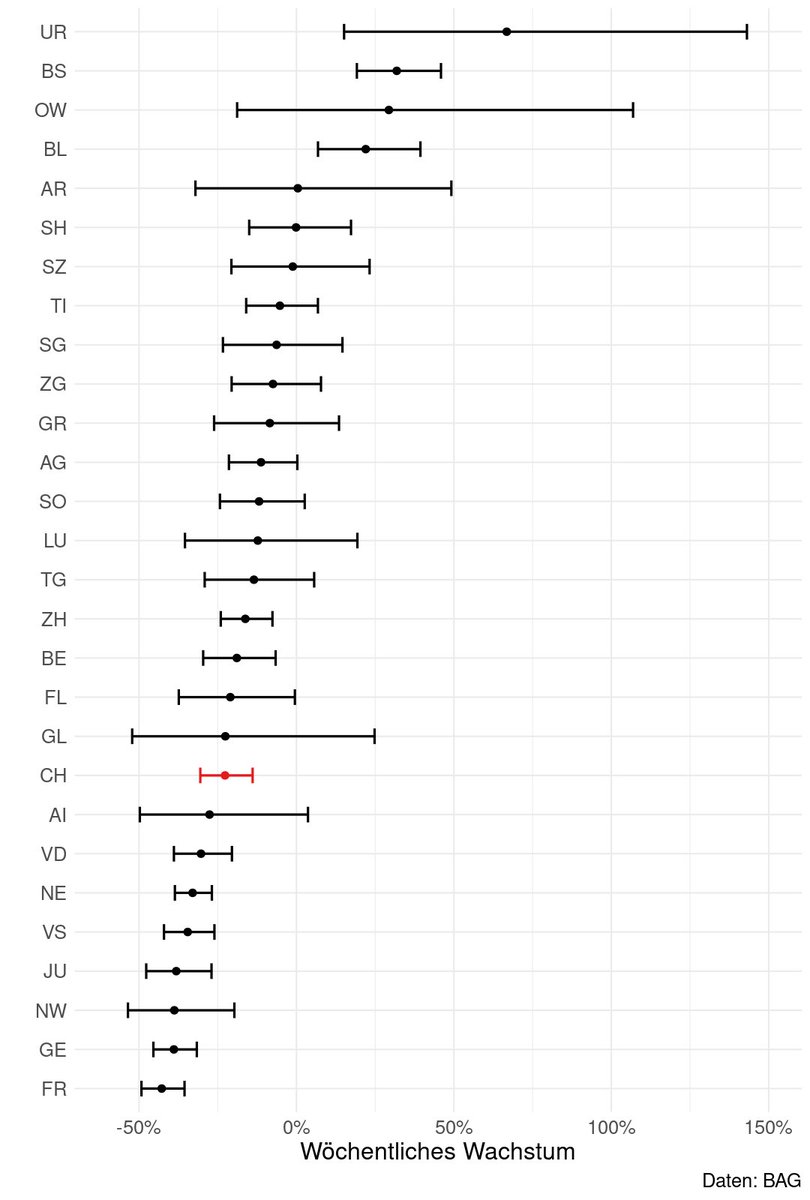 UR
BS
OW
BL
AR
SH
SZ
TI
SG
ZG
GR
AG
SO
LU
TG
ZH
BE
FL
GL
CH
AI
VD
NE
VS
JU
NW
GE
FR
-50% 0% 50% 100% 150%
Wöchentliches Wachstum
Daten: BAG